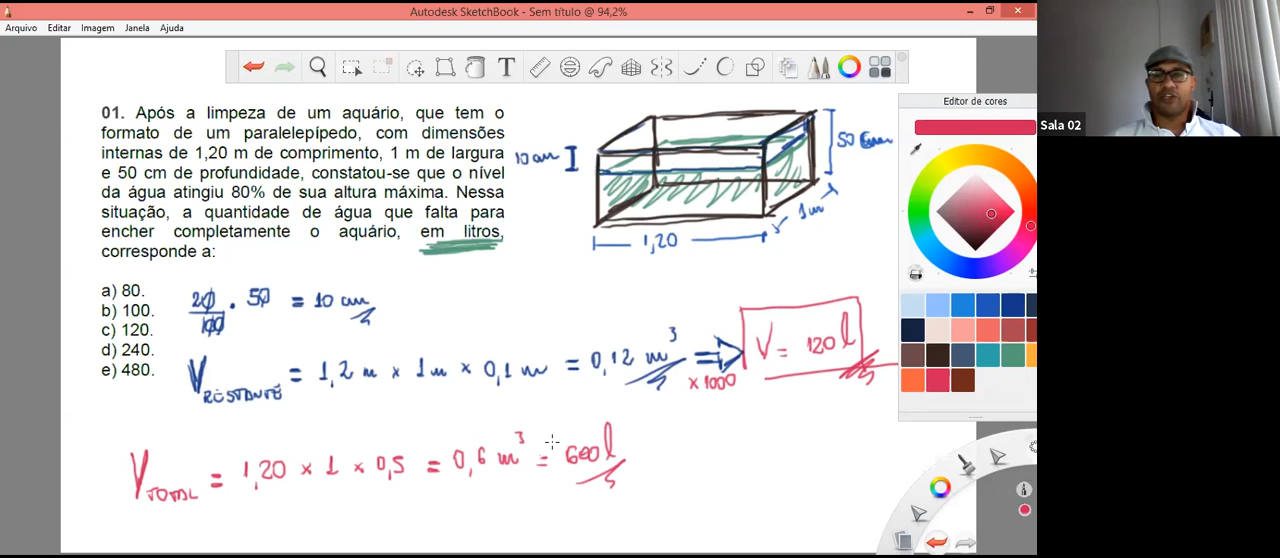 Autodesk SketchBook - Sem título @ 94,2%
Arquivo Editar Imagem Janela Ajuda
Editor de cores
Sala 02
01. Após a limpeza de um aquário, que tem o
formato de um paralelepípedo, com dimensões
internas de 1,20 m de comprimento, 1 m de largura
e 50 cm de profundidade, constatou-se que o nível
da água atingiu 80% de sua altura máxima. Nessa
situação, a quantidade de água que falta para
encher completamente o aquário, em litros,
corresponde a:
10 cm
50 cm
1m
1,20
a) 80.
b) 100.
c) 120.
d) 240.
e) 480.
20/100 . 50 = 10 cm
V RESTANTE = 1,2 m × 1m × 0,1 m = 0,12 m³ ⇒ V = 120 l
× 1000
V TOTAL = 1,20 × 1 × 0,5 = 0,6 m³ = 600 l